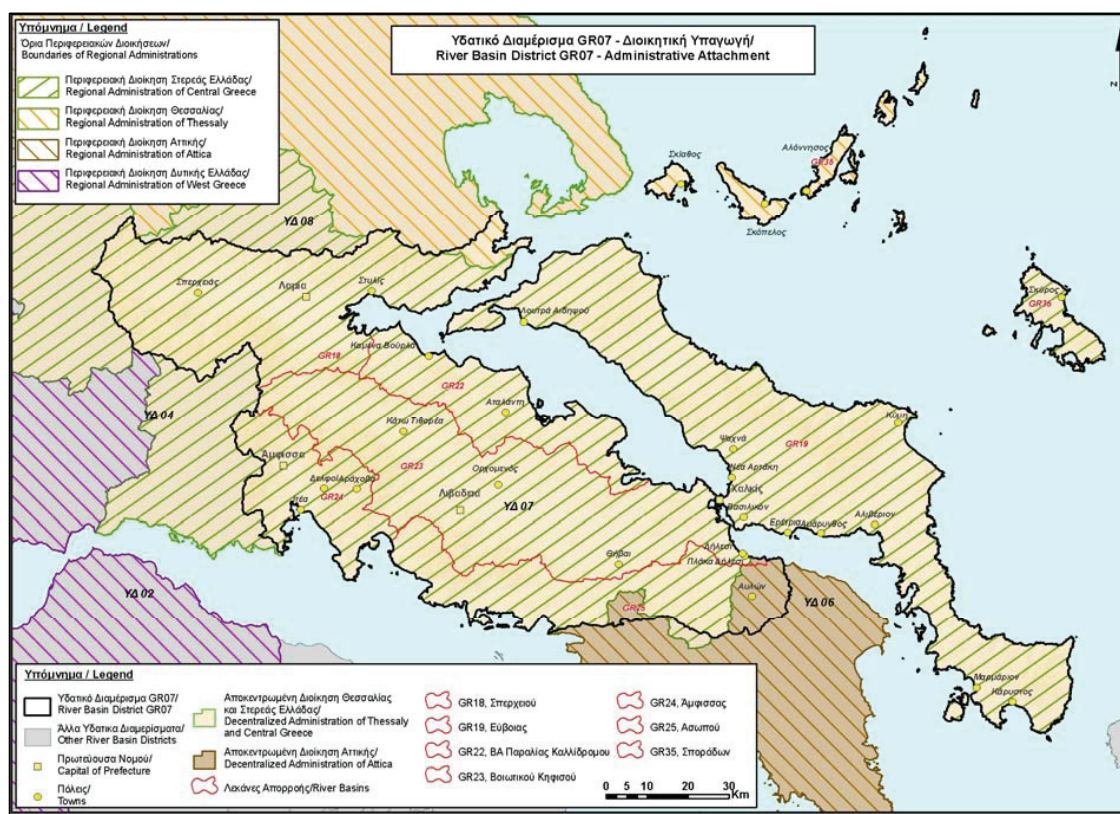 Υπόμνημα / Legend
Όρια Περιφερειακών Διοικήσεων/
Boundaries of Regional Administrations
Περιφερειακή Διοίκηση Στερεάς Ελλάδας/
Regional Administration of Central Greece
Περιφερειακή Διοίκηση Θεσσαλίας/
Regional Administration of Thessaly
Περιφερειακή Διοίκηση Αττικής/
Regional Administration of Attica
Περιφερειακή Διοίκηση Δυτικής Ελλάδας/
Regional Administration of West Greece
Υδατικό Διαμέρισμα GR07 - Διοικητική Υπαγωγή/
River Basin District GR07 - Administrative Attachment
z
Σκίαθος
Αλόννησος
GR35
Σκόπελος
ΥΔ 08
Σπερχειάς
Λαμία
Στυλίς
Σκύρος
GR36
Λουτρά Αιδηψού
Καμένα Βούρλα
GR18
GR22
ΥΔ 04
Αταλάντη
Κάτω Τιθορέα
Κύμη
Ψαχνά
GR19
Άμφισσα
GR23
Ορχομενός
Νέα Αρτάκη
Δελφοί
Αράχοβα
GR24
Ιτέα
Λιβαδειά
ΥΔ 07
Χαλκίς
Βασιλικόν
Ερέτρια
Αμάρυνθος
Αλιβέριον
Δήλεσι
Πλάκα Δήλεσι
Θήβαι
Αυλών
ΥΔ 02
GR25
ΥΔ 06
Μαρμάριον
Κάρυστος
Υπόμνημα / Legend
Υδατικό Διαμέρισμα GR07/
River Basin District GR07
Άλλα Υδατικα Διαμερίσματα/
Other River Basin Districts
Πρωτεύουσα Νομού/
Capital of Prefecture
Πόλεις/
Towns
Αποκεντρωμένη Διοίκηση Θεσσαλίας
και Στερεάς Ελλάδας/
Decentralized Administration of Thessaly
and Central Greece
Αποκεντρωμένη Διοίκηση Αττικής/
Decentralized Administration of Attica
Λεκάνες Απορροής/River Basins
GR18, Σπερχειού
GR19, Εύβοιας
GR22, ΒΑ Παραλίας Καλλίδρομου
GR23, Βοιωτικού Κηφισού
GR24, Άμφισσας
GR25, Ασωπού
GR35, Σποράδων
0 5 10 20 30
Km